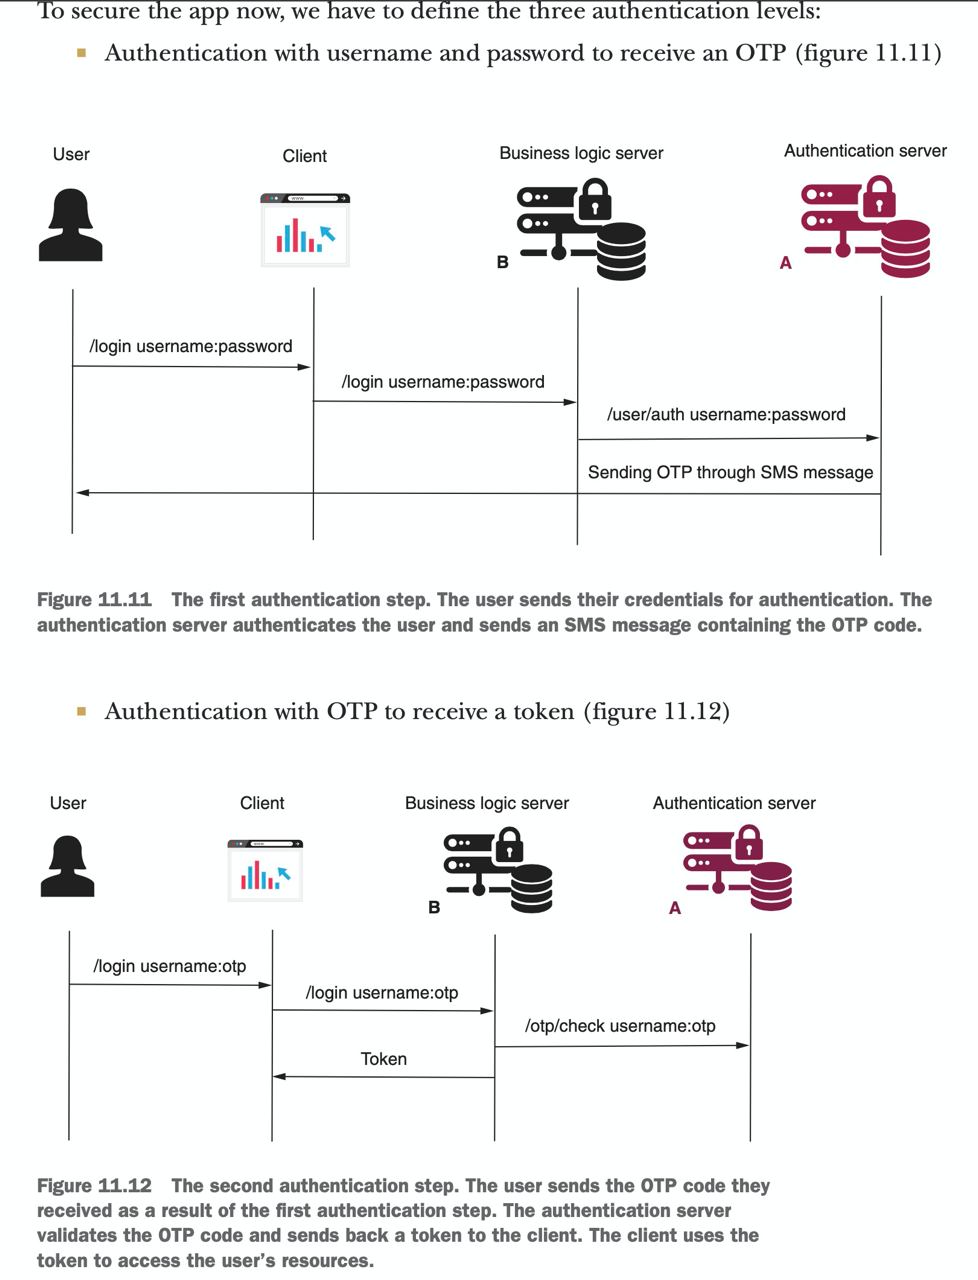 To secure the app now, we have to define the three authentication levels:
▪ Authentication with username and password to receive an OTP (figure 11.11)
User
Client
Business logic server
Authentication server
www
B
A
/login username:password
/login username:password
/user/auth username:password
Sending OTP through SMS message
Figure 11.11 The first authentication step. The user sends their credentials for authentication. The
authentication server authenticates the user and sends an SMS message containing the OTP code.
▪ Authentication with OTP to receive a token (figure 11.12)
User
Client
Business logic server
Authentication server
www
B
A
/login username:otp
/login username:otp
/otp/check username:otp
Token
Figure 11.12 The second authentication step. The user sends the OTP code they
received as a result of the first authentication step. The authentication server
validates the OTP code and sends back a token to the client. The client uses the
token to access the user’s resources.